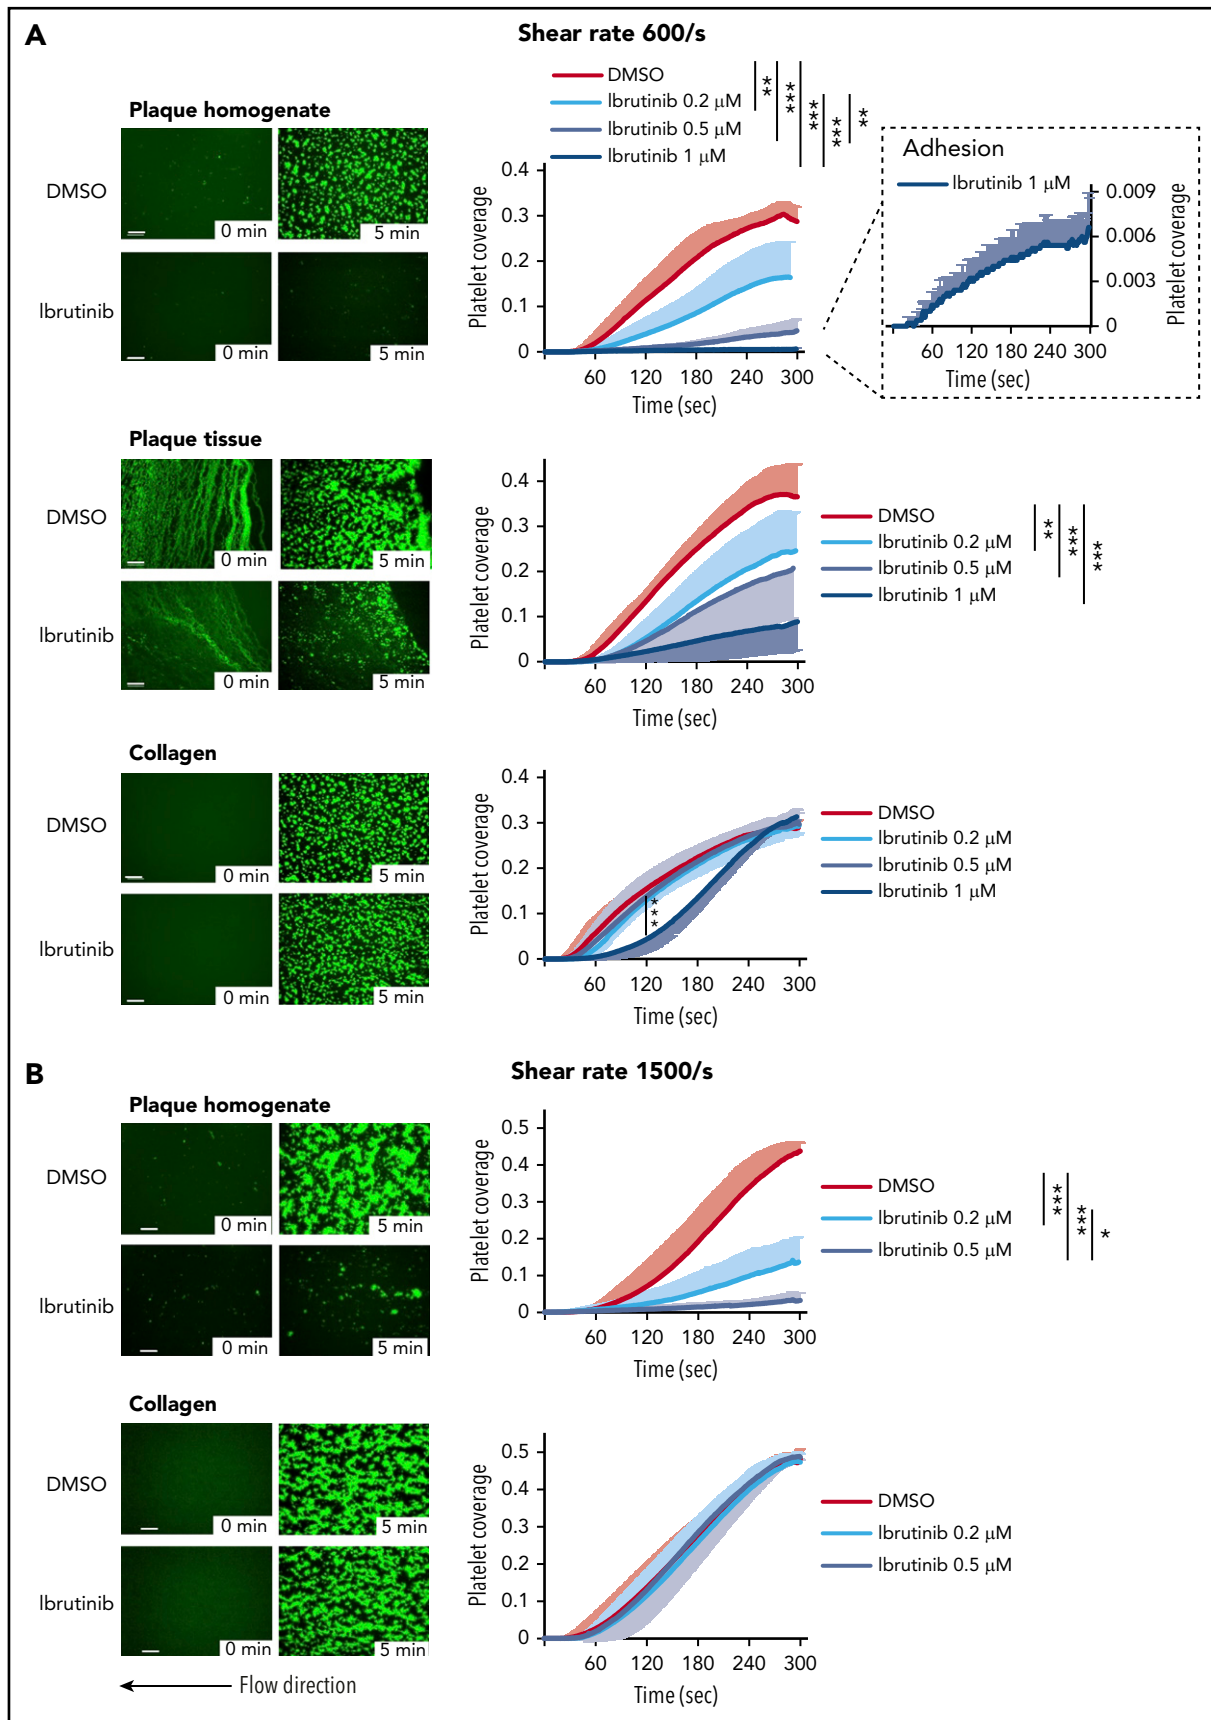 A
Shear rate 600/s
DMSO
Ibrutinib 0.2 μM
Ibrutinib 0.5 μM
Ibrutinib 1 μM
**
***
***
***
**
Plaque homogenate
DMSO
0 min
5 min
Ibrutinib
0 min
5 min
Platelet coverage
0.4
0.3
0.2
0.1
0
60 120 180 240 300
Time (sec)
Adhesion
Ibrutinib 1 μM
0.009
0.006
0.003
0
Platelet coverage
60 120 180 240 300
Time (sec)
Plaque tissue
DMSO
0 min
5 min
Ibrutinib
0 min
5 min
Platelet coverage
0.4
0.3
0.2
0.1
0
60 120 180 240 300
Time (sec)
DMSO
Ibrutinib 0.2 μM
Ibrutinib 0.5 μM
Ibrutinib 1 μM
**
***
***
Collagen
DMSO
0 min
5 min
Ibrutinib
0 min
5 min
Platelet coverage
0.4
0.3
0.2
0.1
0
***
60 120 180 240 300
Time (sec)
DMSO
Ibrutinib 0.2 μM
Ibrutinib 0.5 μM
Ibrutinib 1 μM
B
Shear rate 1500/s
Plaque homogenate
DMSO
0 min
5 min
Ibrutinib
0 min
5 min
Platelet coverage
0.5
0.4
0.3
0.2
0.1
0
60 120 180 240 300
Time (sec)
DMSO
Ibrutinib 0.2 μM
Ibrutinib 0.5 μM
***
***
*
Collagen
DMSO
0 min
5 min
Ibrutinib
0 min
5 min
Platelet coverage
0.5
0.4
0.3
0.2
0.1
0
60 120 180 240 300
Time (sec)
DMSO
Ibrutinib 0.2 μM
Ibrutinib 0.5 μM
Flow direction